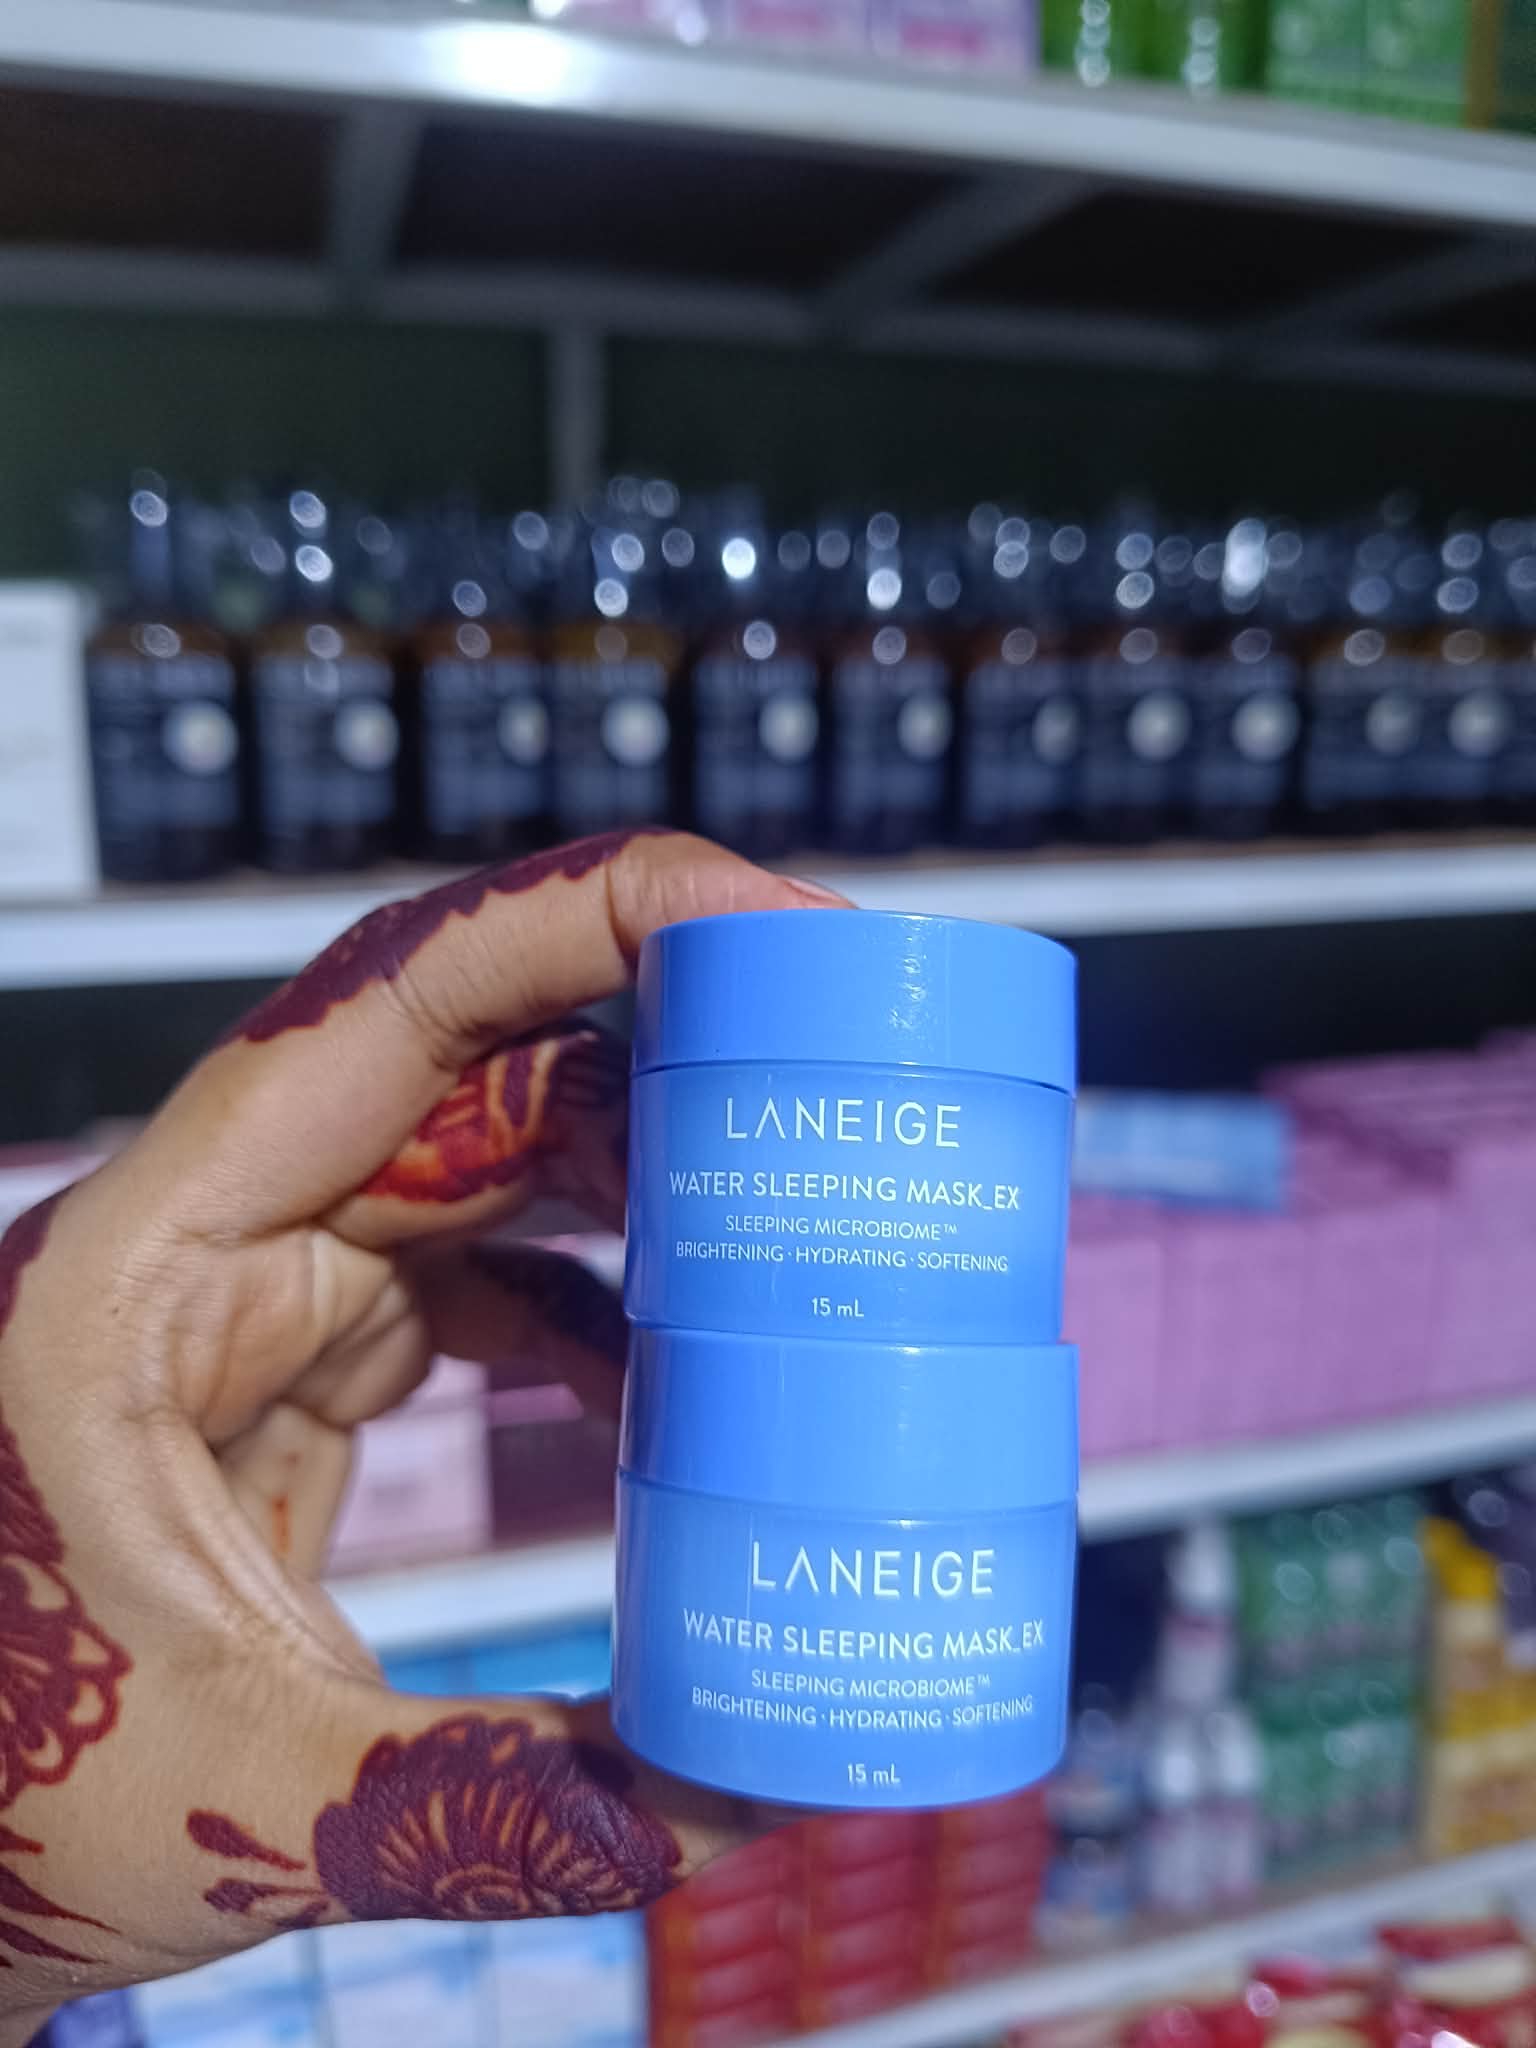 LANEIGE
WATER SLEEPING MASK_EX
SLEEPING MICROBIOME™
BRIGHTENING · HYDRATING · SOFTENING
15 mL
LANEIGE
WATER SLEEPING MASK_EX
SLEEPING MICROBIOME™
BRIGHTENING · HYDRATING · SOFTENING
15 mL